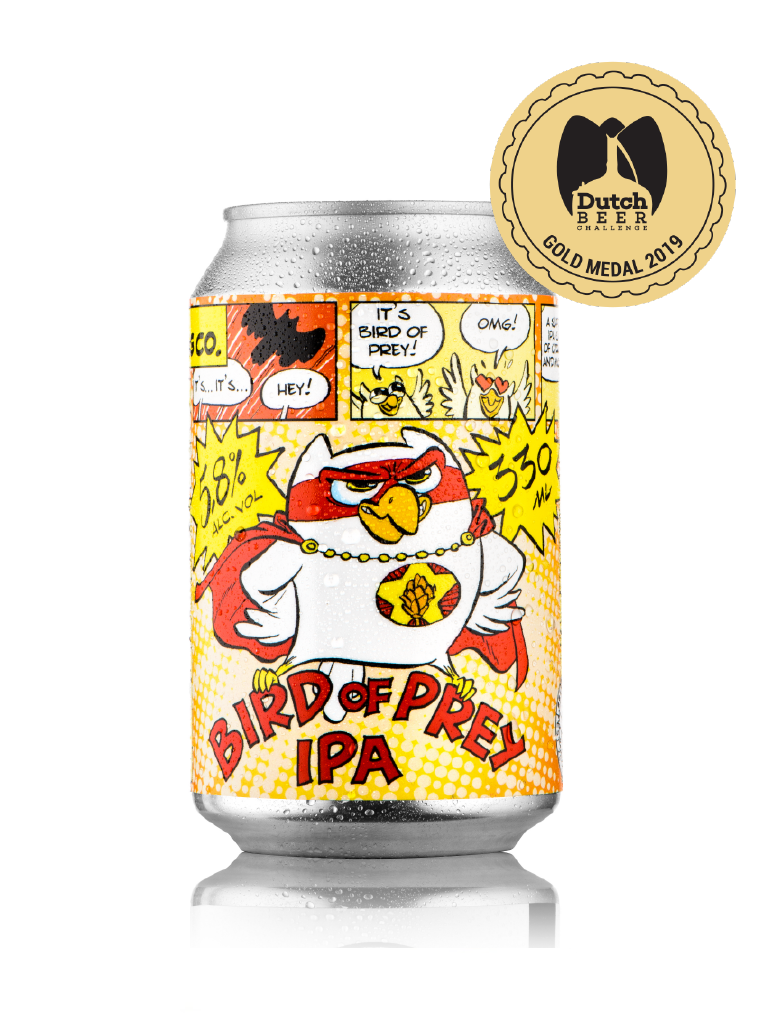 Dutch
BEER
CHALLENGE
GOLD MEDAL 2019
CO.
IT'S...
HEY!
IT'S
BIRD OF
PREY!
OMG!
5,8%
ALC. VOL
330
ML
BIRD OF PREY
IPA